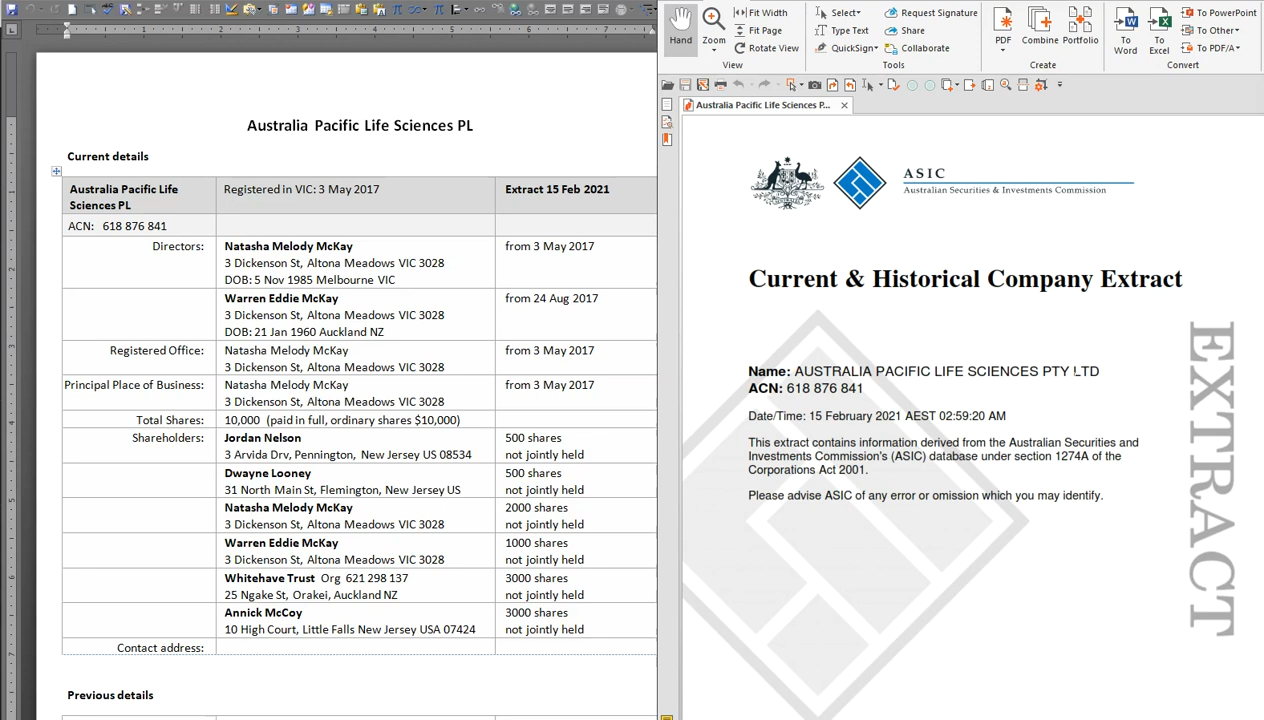 Australia Pacific Life Sciences PL
Current details
Australia Pacific Life Sciences PL
Registered in VIC: 3 May 2017
Extract 15 Feb 2021
ACN: 618 876 841
Directors:
Natasha Melody McKay
from 3 May 2017
3 Dickenson St, Altona Meadows VIC 3028
DOB: 5 Nov 1985 Melbourne VIC
Warren Eddie McKay
from 24 Aug 2017
3 Dickenson St, Altona Meadows VIC 3028
DOB: 21 Jan 1960 Auckland NZ
Registered Office:
Natasha Melody McKay
from 3 May 2017
3 Dickenson St, Altona Meadows VIC 3028
Principal Place of Business:
Natasha Melody McKay
from 3 May 2017
3 Dickenson St, Altona Meadows VIC 3028
Total Shares:
10,000 (paid in full, ordinary shares $10,000)
Shareholders:
Jordan Nelson
500 shares
3 Arvida Drv, Pennington, New Jersey US 08534
not jointly held
Dwayne Looney
500 shares
31 North Main St, Flemington, New Jersey US
not jointly held
Natasha Melody McKay
2000 shares
3 Dickenson St, Altona Meadows VIC 3028
not jointly held
Warren Eddie McKay
1000 shares
3 Dickenson St, Altona Meadows VIC 3028
not jointly held
Whitehave Trust Org 621 298 137
3000 shares
25 Ngake St, Orakei, Auckland NZ
not jointly held
Annick McCoy
3000 shares
10 High Court, Little Falls New Jersey USA 07424
not jointly held
Contact address:
Previous details
Hand
Zoom
Fit Width
Fit Page
Rotate View
View
Select
Type Text
QuickSign
Request Signature
Share
Collaborate
Tools
PDF
Combine
Portfolio
Create
To Word
To Excel
To PowerPoint
To Other
To PDF/A
Convert
Australia Pacific Life Sciences P...
ASIC
Australian Securities & Investments Commission
Current & Historical Company Extract
Name: AUSTRALIA PACIFIC LIFE SCIENCES PTY LTD
ACN: 618 876 841
Date/Time: 15 February 2021 AEST 02:59:20 AM
This extract contains information derived from the Australian Securities and
Investments Commission's (ASIC) database under section 1274A of the
Corporations Act 2001.
Please advise ASIC of any error or omission which you may identify.
EXTRACT